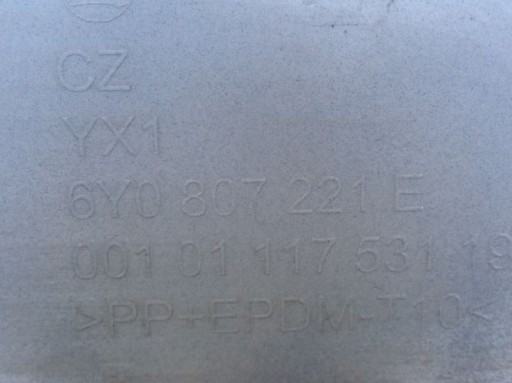 CZ
YX1
6Y0 807 221 E
001 01 117 531 19
>PP+EPDM-T10<